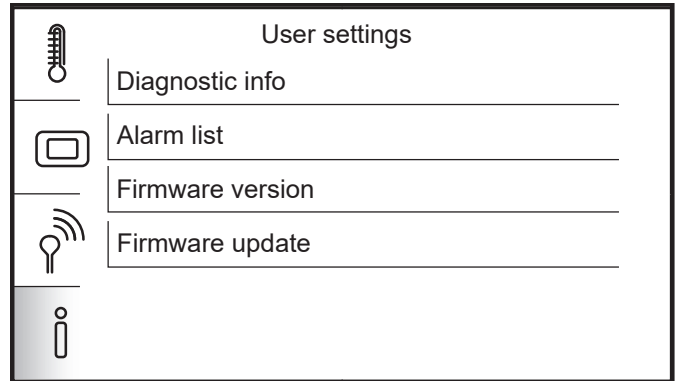 User settings
Diagnostic info
Alarm list
Firmware version
Firmware update